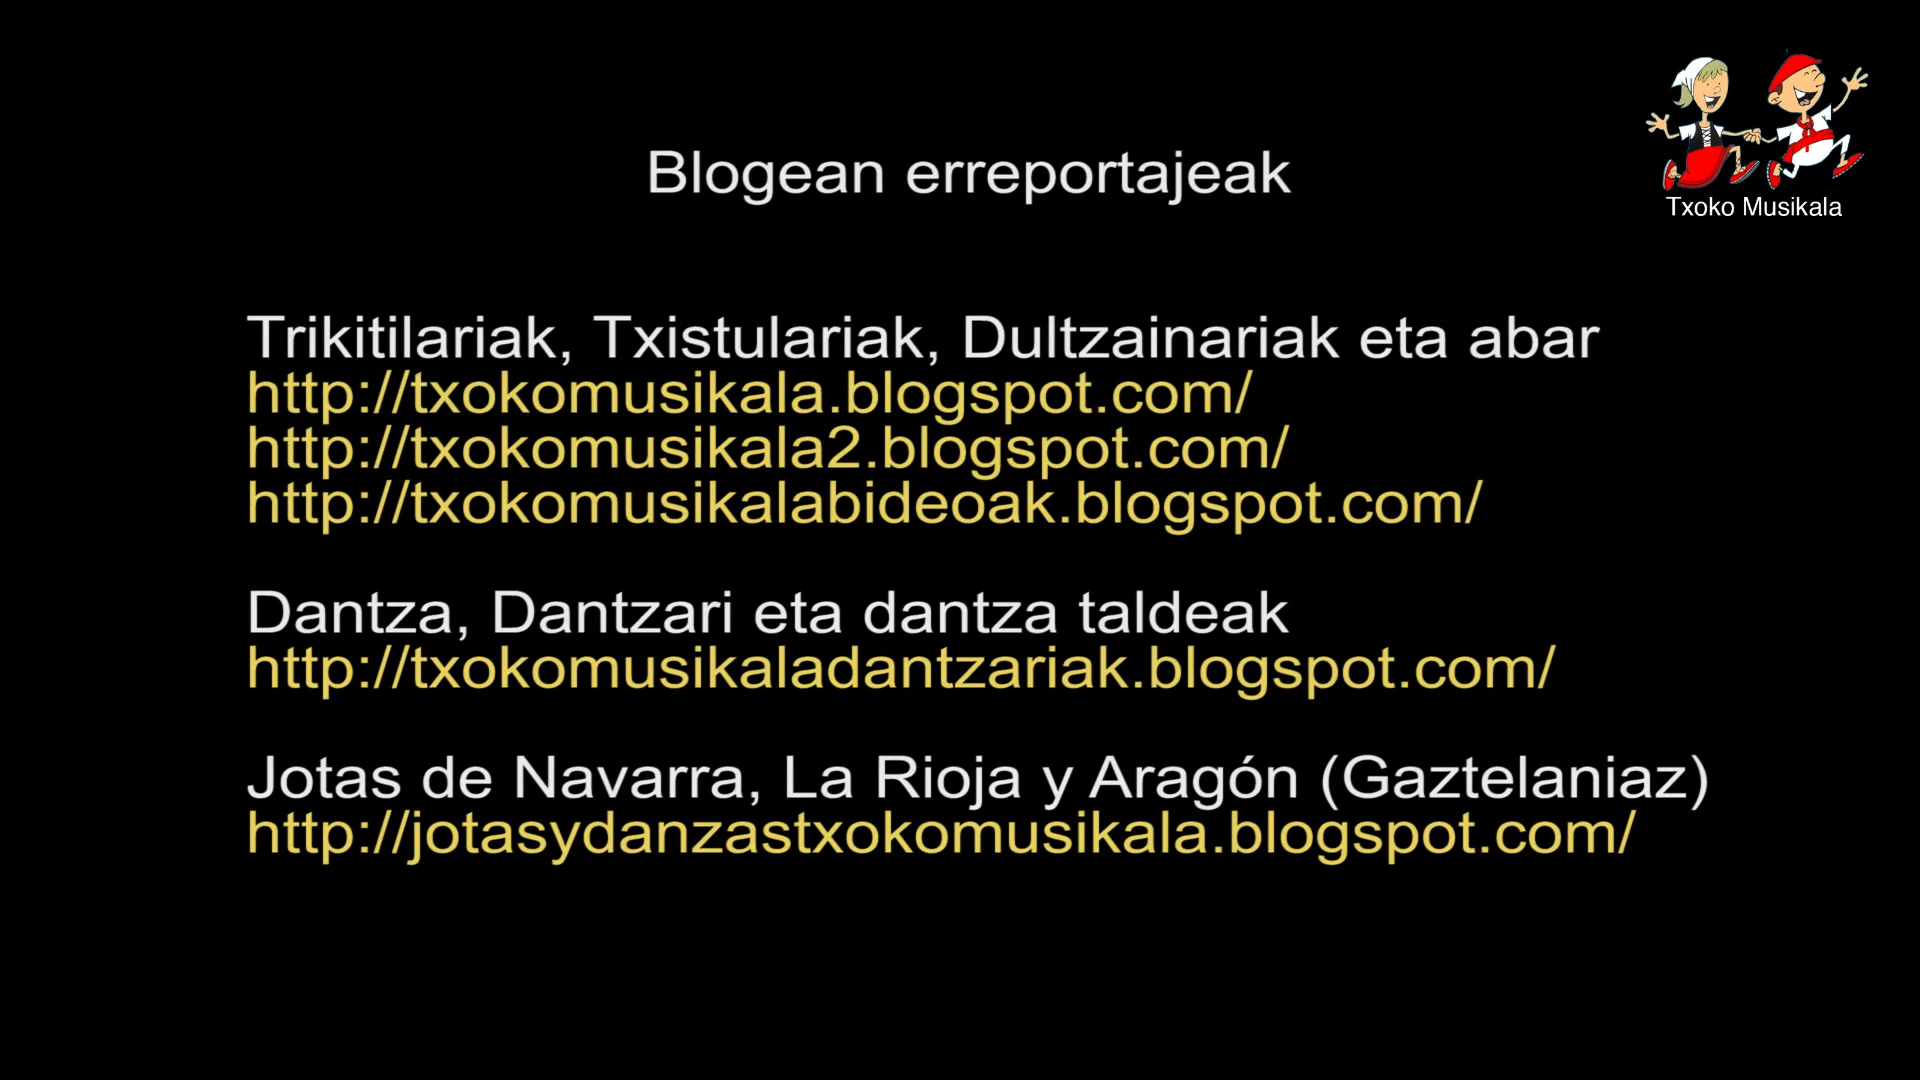 Txoko Musikala
Blogean erreportajeak
Trikitilariak, Txistulariak, Dultzainariak eta abar
http://txokomusikala.blogspot.com/
http://txokomusikala2.blogspot.com/
http://txokomusikalabideoak.blogspot.com/
Dantza, Dantzari eta dantza taldeak
http://txokomusikaladantzariak.blogspot.com/
Jotas de Navarra, La Rioja y Aragón (Gaztelaniaz)
http://jotasydanzastxokomusikala.blogspot.com/